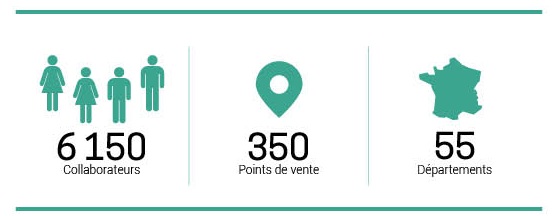 6 150
Collaborateurs
350
Points de vente
55
Départements